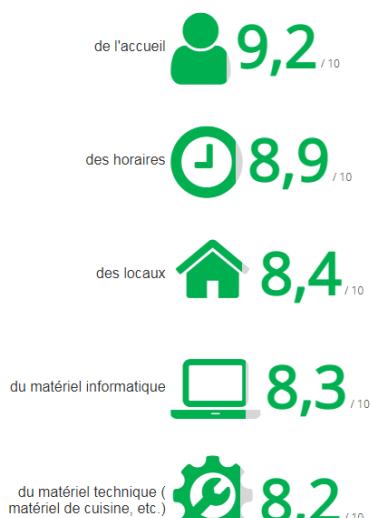 de l'accueil 9,2 / 10
des horaires 8,9 / 10
des locaux 8,4 / 10
du matériel informatique 8,3 / 10
du matériel technique (
matériel de cuisine, etc.) 8,2 / 10